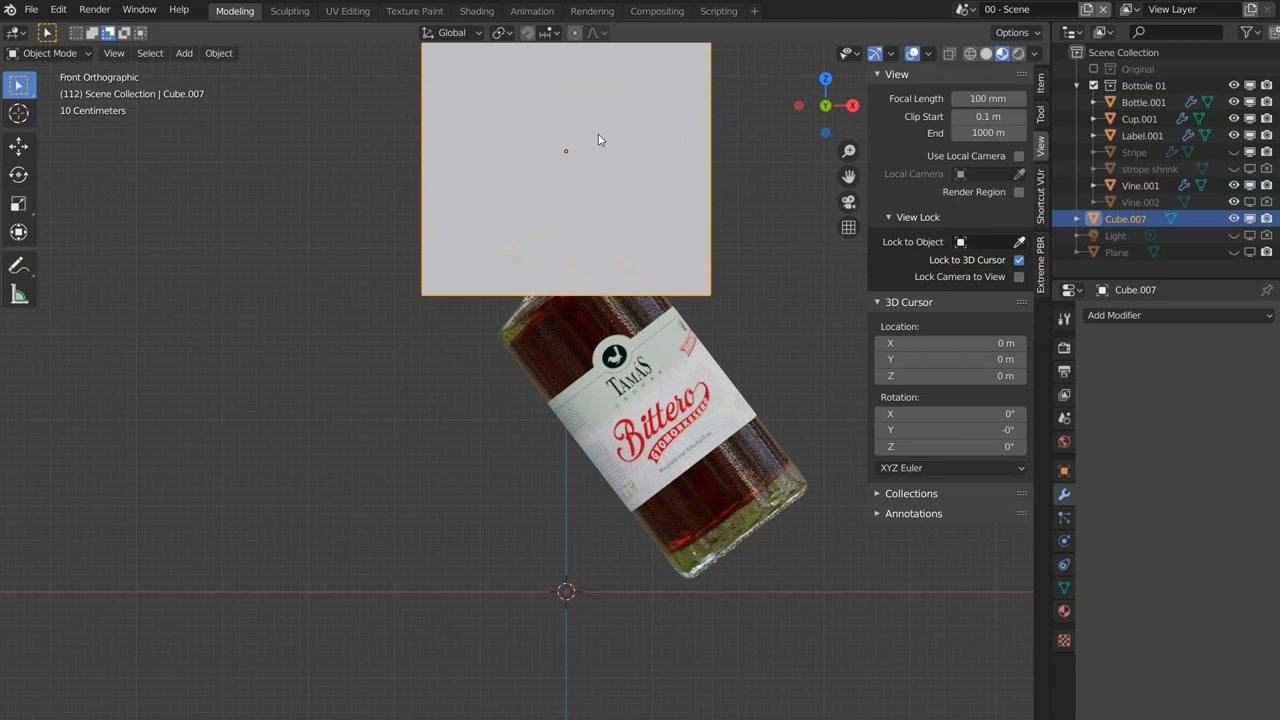 File Edit Render Window Help Modeling Sculpting UV Editing Texture Paint Shading Animation Rendering Compositing Scripting + 00 - Scene View Layer
Global Options
Object Mode View Select Add Object
Front Orthographic
(112) Scene Collection | Cube.007
10 Centimeters
Z
Y
X
TAMÁS
Bittero
GYOMORKESERŰ
View
Focal Length 100 mm
Clip Start 0.1 m
End 1000 m
Use Local Camera
Local Camera
Render Region
View Lock
Lock to Object
Lock to 3D Cursor
Lock Camera to View
3D Cursor
Location:
X 0 m
Y 0 m
Z 0 m
Rotation:
X 0°
Y -0°
Z 0°
XYZ Euler
Collections
Annotations
Item
Tool
View
Shortcut VUr
Extreme PBR
Scene Collection
Original
Bottole 01
Bottle.001
Cup.001
Label.001
Stripe
strope shrink
Vine.001
Vine.002
Cube.007
Light
Plane
Cube.007
Add Modifier